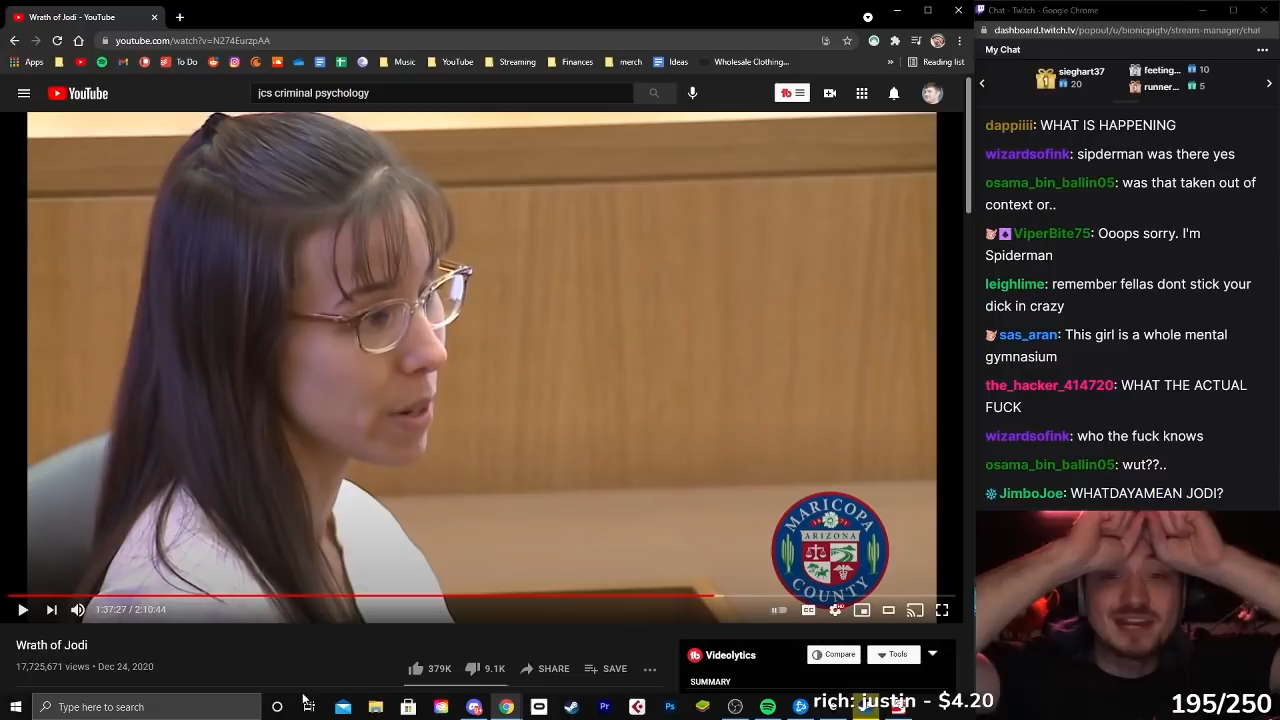 Wrath of Jodi - YouTube
Chat - Twitch - Google Chrome
youtube.com/watch?v=N274EurzpAA
dashboard.twitch.tv/popout/u/bionicpigtv/stream-manager/chat
Apps
To Do
Music
YouTube
Streaming
Finances
merch
Ideas
Wholesale Clothing...
»
Reading list
My Chat
YouTube
jcs criminal psychology
sieghart37
20
feeting...
10
runner...
5
dappiiii: WHAT IS HAPPENING
wizardsofink: sipderman was there yes
osama_bin_ballin05: was that taken out of
context or..
ViperBite75: Ooops sorry. I'm
Spiderman
leighlime: remember fellas dont stick your
dick in crazy
sas_aran: This girl is a whole mental
gymnasium
the_hacker_414720: WHAT THE ACTUAL
FUCK
wizardsofink: who the fuck knows
osama_bin_ballin05: wut??..
JimboJoe: WHATDAYAMEAN JODI?
MARICOPA
ARIZONA
COUNTY
1:37:27 / 2:10:44
CC
HD
Wrath of Jodi
17,725,671 views • Dec 24, 2020
379K
9.1K
SHARE
SAVE
Videolytics
Compare
Tools
SUMMARY
Type here to search
Pr
Ps
rich: justin - $4.20
195/250